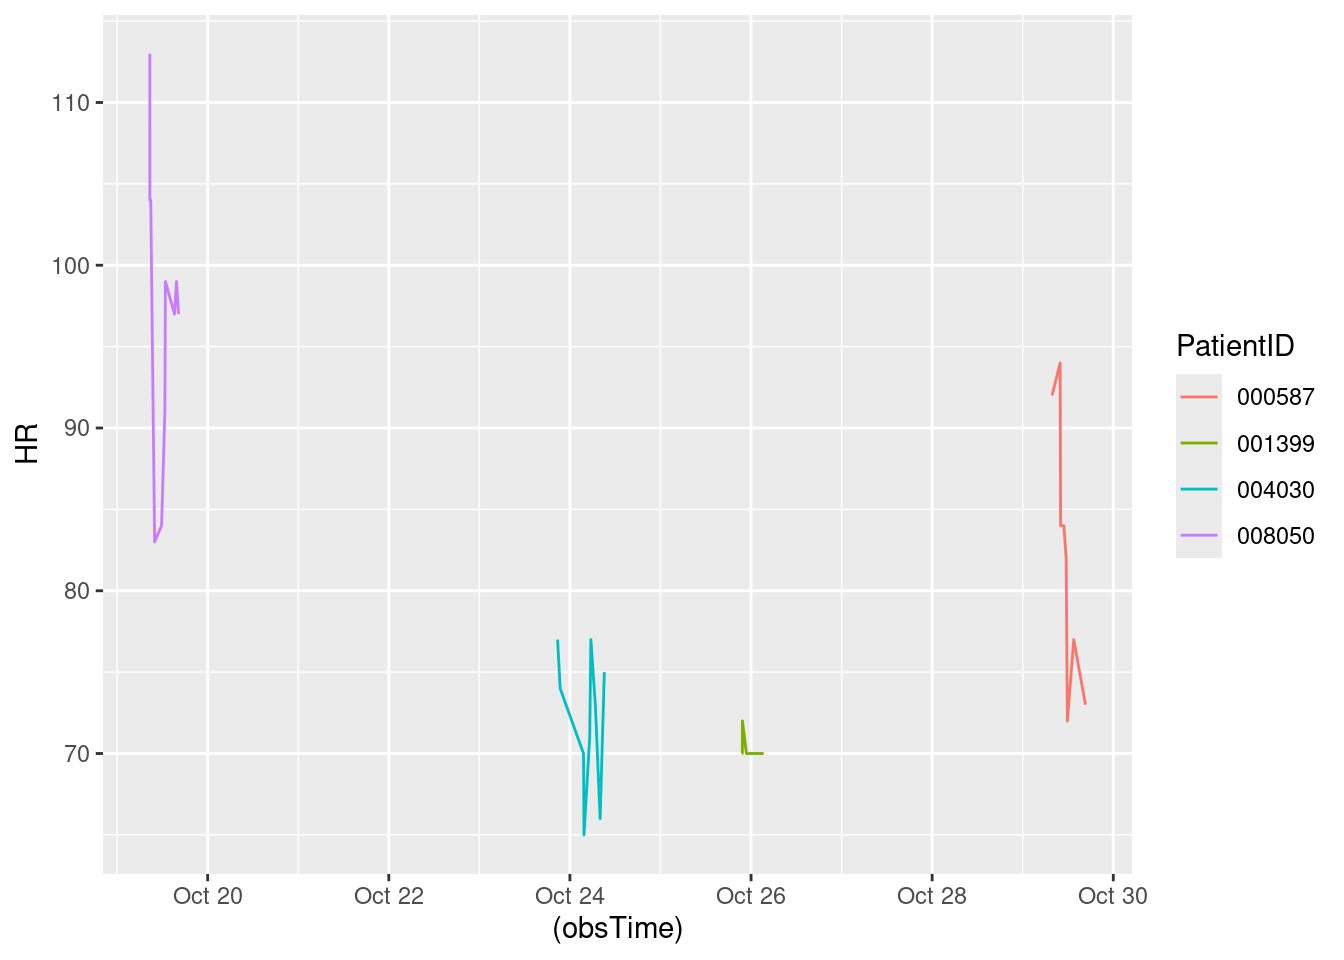 110
100
90
80
70
HR
Oct 20
Oct 22
Oct 24
Oct 26
Oct 28
Oct 30
(obsTime)
PatientID
000587
001399
004030
008050